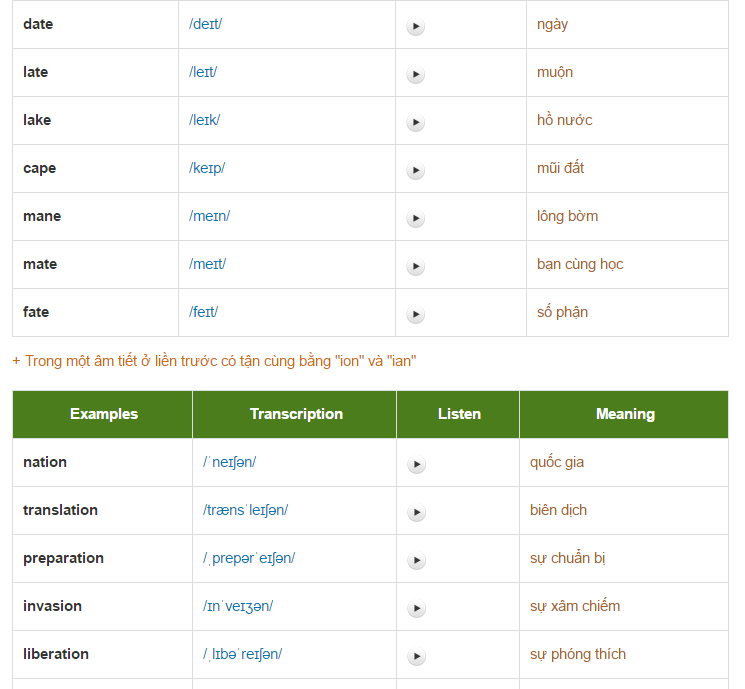 date /deɪt/ ngày
late /leɪt/ muộn
lake /leɪk/ hồ nước
cape /keɪp/ mũi đất
mane /meɪn/ lông bờm
mate /meɪt/ bạn cùng học
fate /feɪt/ số phận
+ Trong một âm tiết ở liền trước có tận cùng bằng "ion" và "ian"
Examples Transcription Listen Meaning
nation /ˈneɪʃən/ quốc gia
translation /trænsˈleɪʃən/ biên dịch
preparation /ˌprepərˈeɪʃən/ sự chuẩn bị
invasion /ɪnˈveɪʒən/ sự xâm chiếm
liberation /ˌlɪbəˈreɪʃən/ sự phóng thích